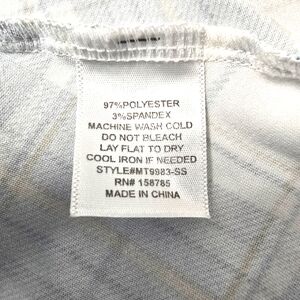 97%POLYESTER
3%SPANDEX
MACHINE WASH COLD
DO NOT BLEACH
LAY FLAT TO DRY
COOL IRON IF NEEDED
STYLE#MT9983-SS
RN# 158785
MADE IN CHINA